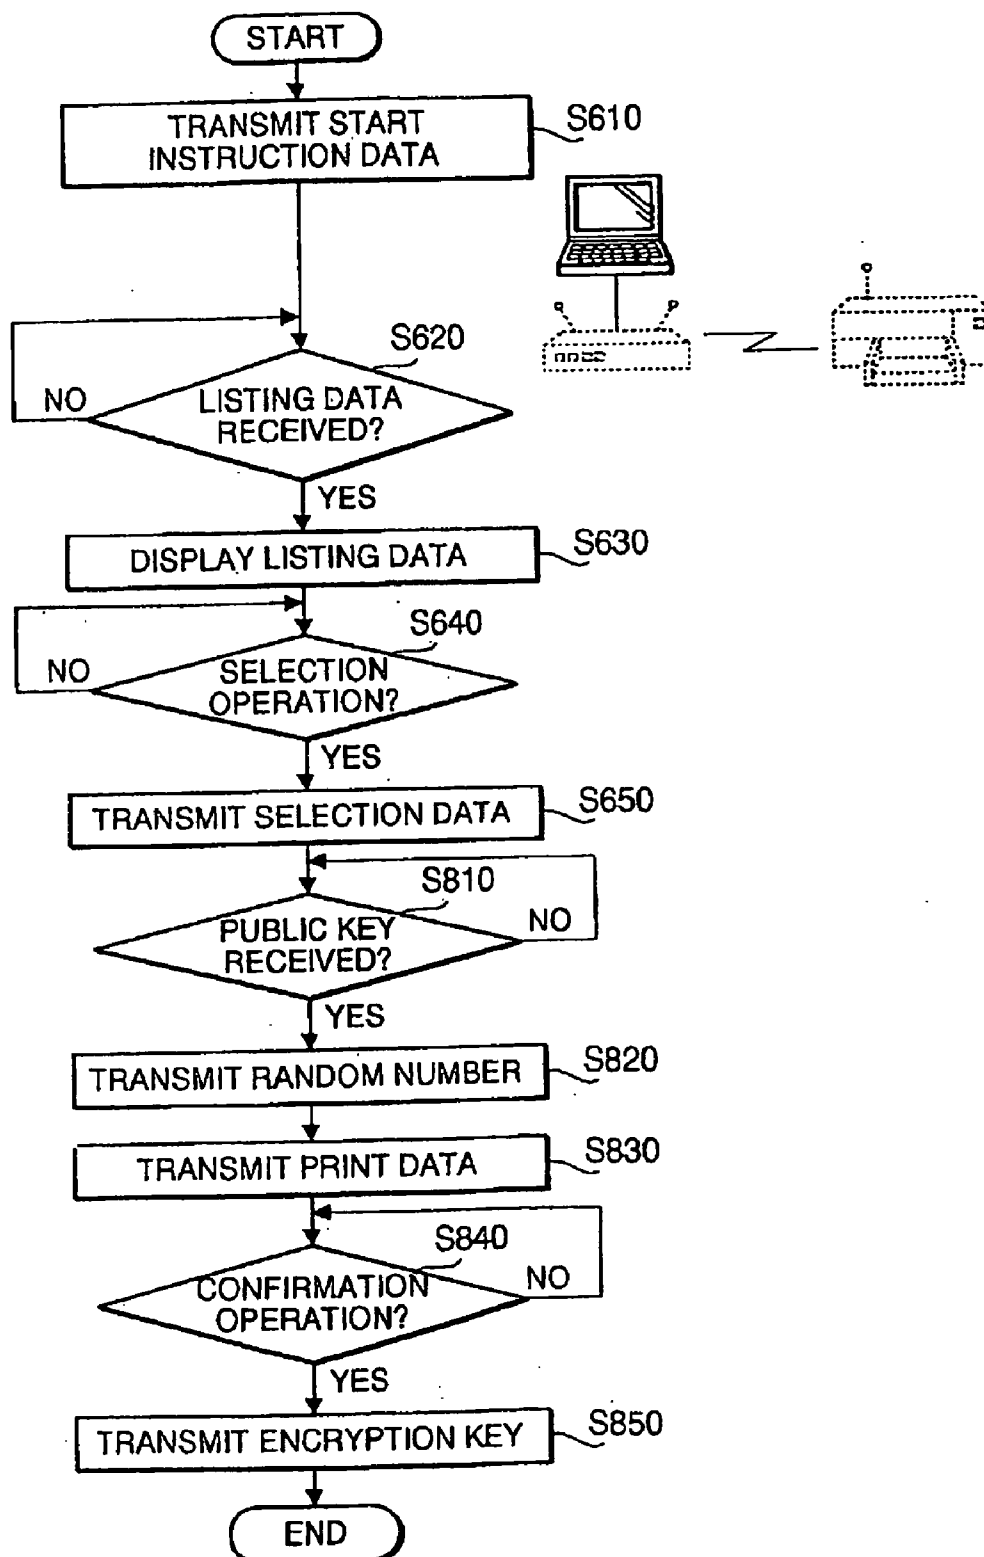 START
TRANSMIT START
INSTRUCTION DATA
S610
S620
LISTING DATA
RECEIVED?
NO
YES
DISPLAY LISTING DATA
S630
S640
SELECTION
OPERATION?
NO
YES
TRANSMIT SELECTION DATA
S650
S810
PUBLIC KEY
RECEIVED?
NO
YES
TRANSMIT RANDOM NUMBER
S820
TRANSMIT PRINT DATA
S830
S840
CONFIRMATION
OPERATION?
NO
YES
TRANSMIT ENCRYPTION KEY
S850
END